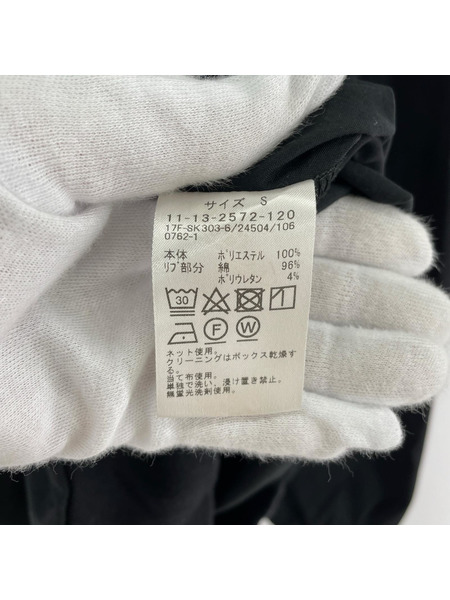 サイズ S
11-13-2572-120
17F-SK303-6/24504/106
0762-1
本体 ポリエステル 100%
リブ部分 綿 96%
ポリウレタン 4%
30
F W
ネット使用。
クリーニングはボックス乾燥す
る。
当て布使用。
単独で洗い、浸け置き禁止。
無蛍光洗剤使用。